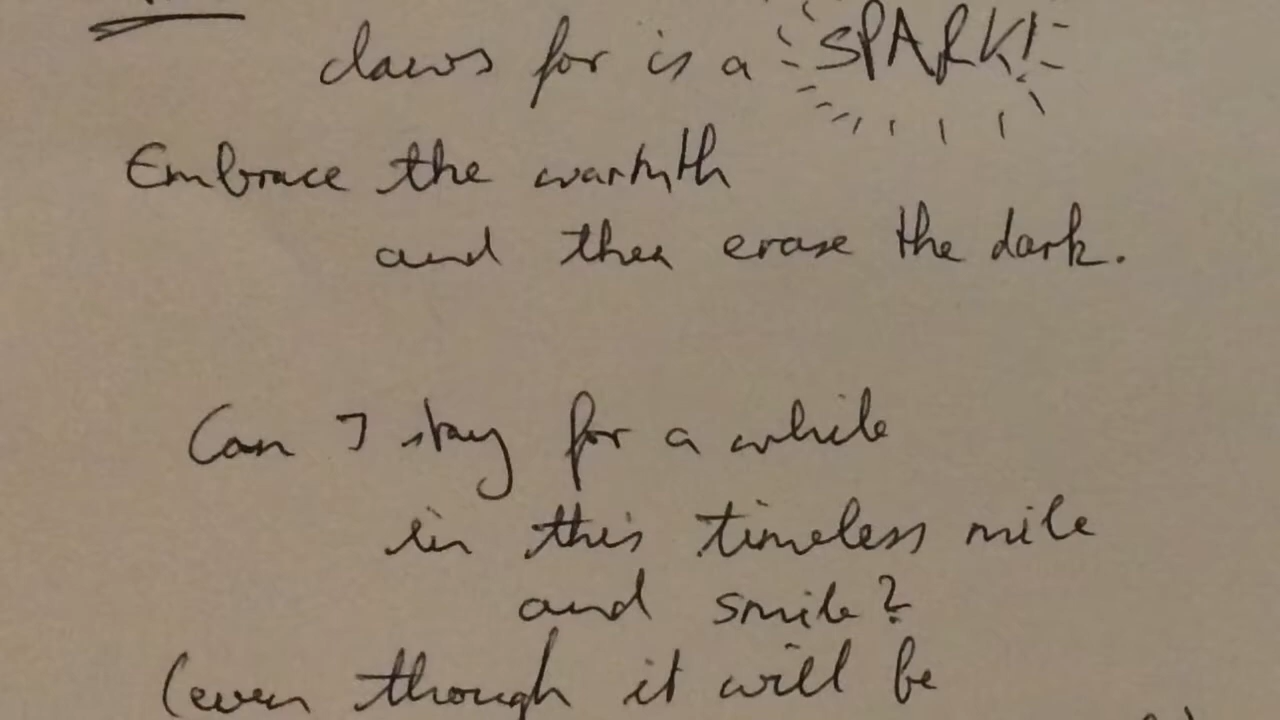 claws for is a SPARK!
Embrace the warmth
and then erase the dark.
Can I stay for a while
in this timeless mile
and smile?
(even though it will be